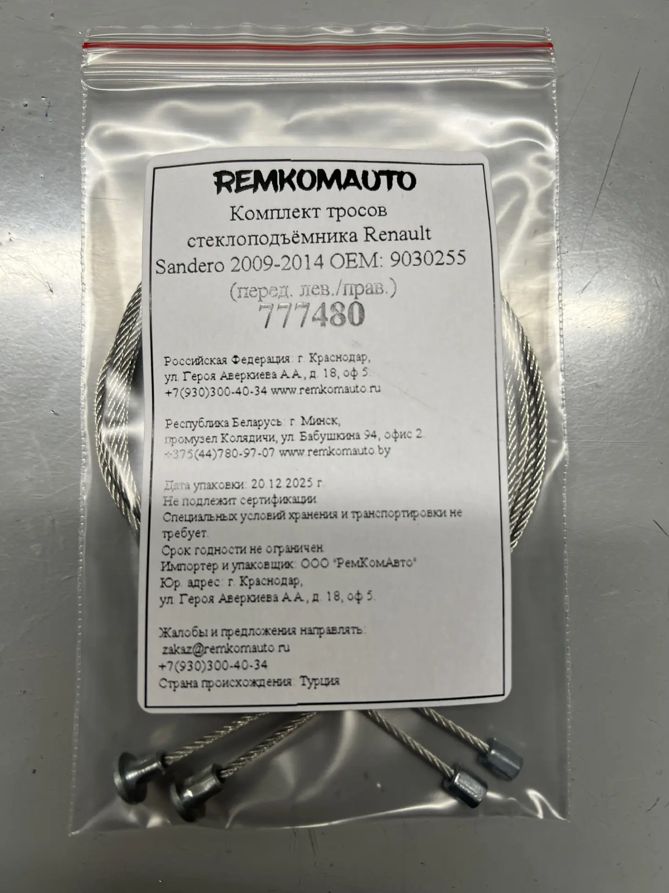 REMKOMAUTO
Комплект тросов
стеклоподъёмника Renault
Sandero 2009-2014 OEM: 9030255
(перед. лев./прав.)
777480
Российская Федерация: г. Краснодар,
ул. Героя Аверкиева А.А., д. 18, оф 5.
+7(930)300-40-34 www.remkomauto.ru
Республика Беларусь: г. Минск,
промузел Колядичи, ул. Бабушкина 94, офис 2.
+375(44)780-97-07 www.remkomauto.by
Дата упаковки: 20.12.2025 г.
Не подлежит сертификации.
Специальных условий хранения и транспортировки не
требует.
Срок годности не ограничен.
Импортер и упаковщик: ООО "РемКомАвто"
Юр. адрес: г. Краснодар,
ул. Героя Аверкиева А.А., д. 18, оф 5.
Жалобы и предложения направлять:
zakaz@remkomauto.ru
+7(930)300-40-34
Страна происхождения: Турция